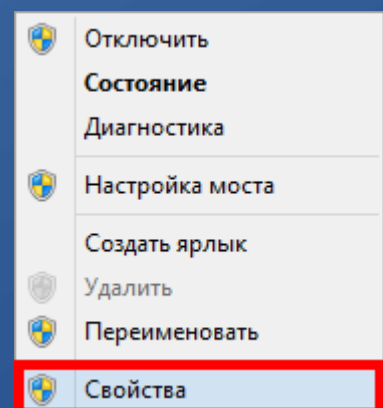 Отключить
Состояние
Диагностика
Настройка моста
Создать ярлык
Удалить
Переименовать
Свойства